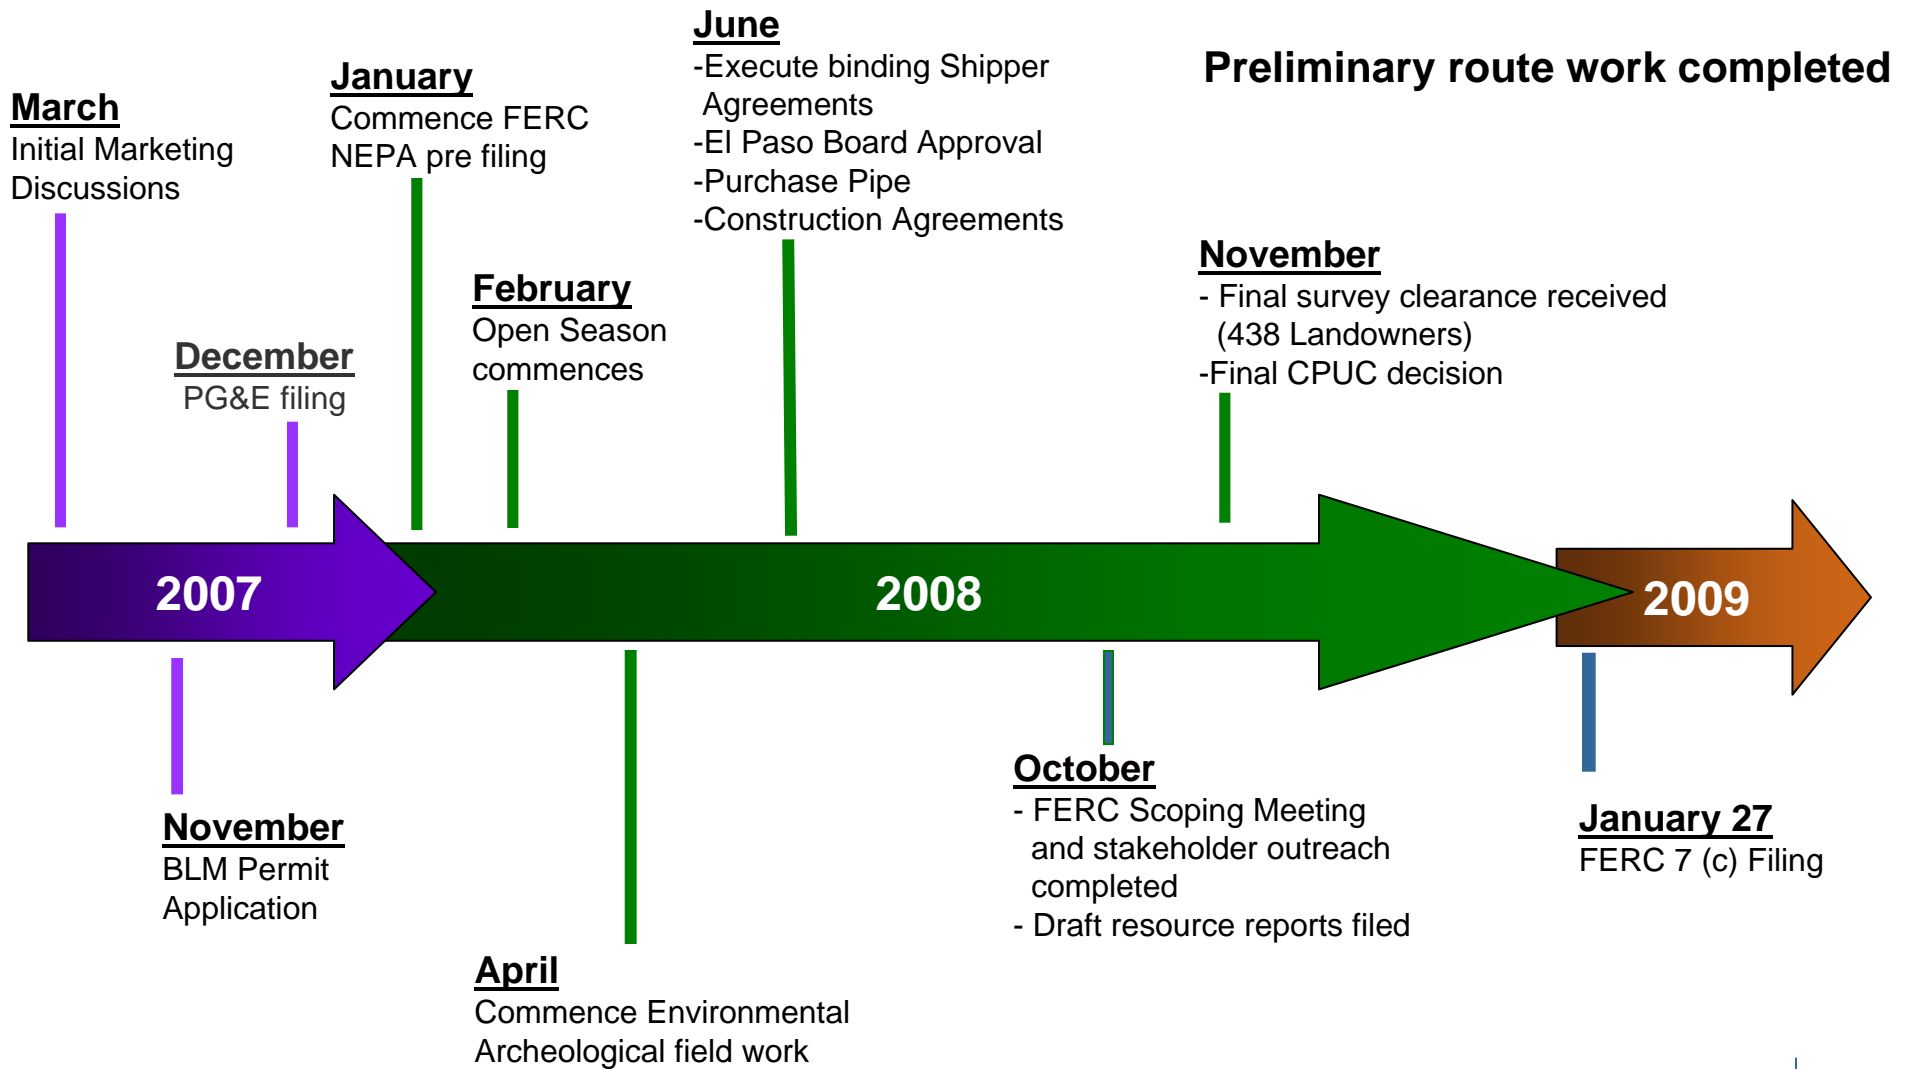 Preliminary route work completed
March
Initial Marketing
Discussions
December
PG&E filing
January
Commence FERC
NEPA pre filing
February
Open Season
commences
June
-Execute binding Shipper
Agreements
-El Paso Board Approval
-Purchase Pipe
-Construction Agreements
November
- Final survey clearance received
(438 Landowners)
-Final CPUC decision
2007
2008
2009
November
BLM Permit
Application
April
Commence Environmental
Archeological field work
October
- FERC Scoping Meeting
and stakeholder outreach
completed
- Draft resource reports filed
January 27
FERC 7 (c) Filing